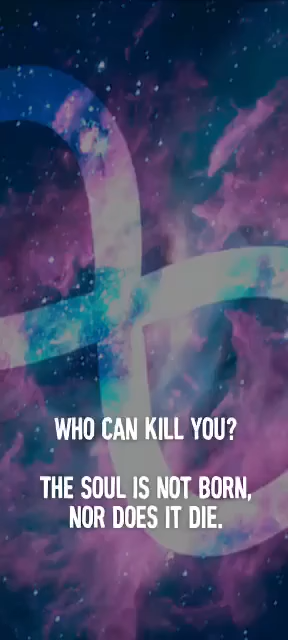 WHO CAN KILL YOU?
THE SOUL IS NOT BORN,
NOR DOES IT DIE.